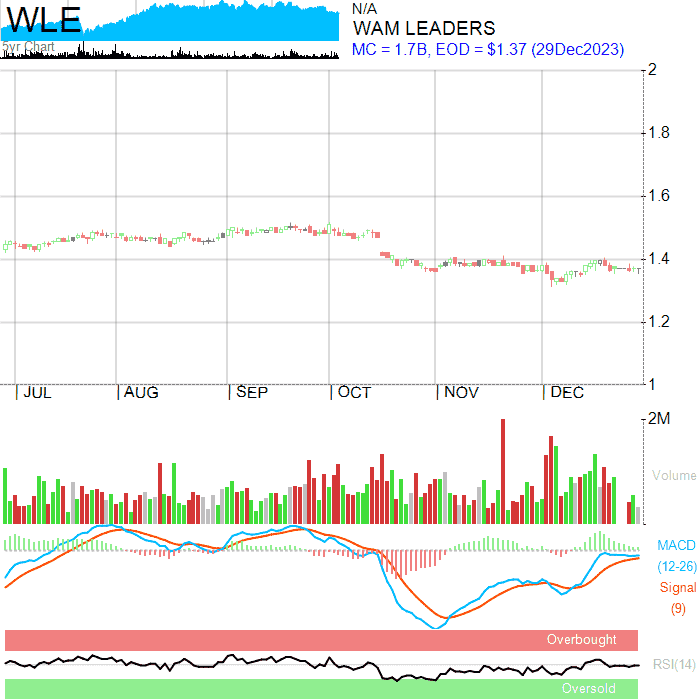 WLE
5yr Chart
N/A
WAM LEADERS
MC = 1.7B, EOD = $1.37 (29Dec2023)
2
1.8
1.6
1.4
1.2
1
JUL AUG SEP OCT NOV DEC
2M
Volume
MACD
(12-26)
Signal
(9)
Overbought
RSI(14)
Oversold